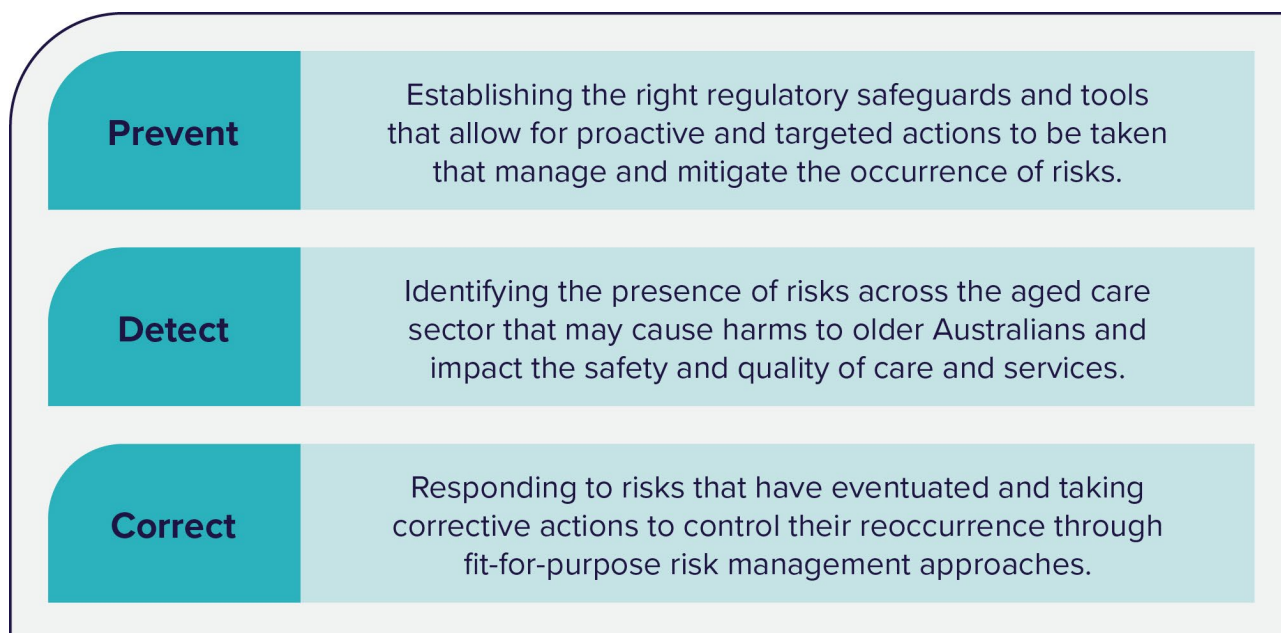 Prevent
Establishing the right regulatory safeguards and tools
that allow for proactive and targeted actions to be taken
that manage and mitigate the occurrence of risks.
Detect
Identifying the presence of risks across the aged care
sector that may cause harms to older Australians and
impact the safety and quality of care and services.
Correct
Responding to risks that have eventuated and taking
corrective actions to control their reoccurrence through
fit-for-purpose risk management approaches.